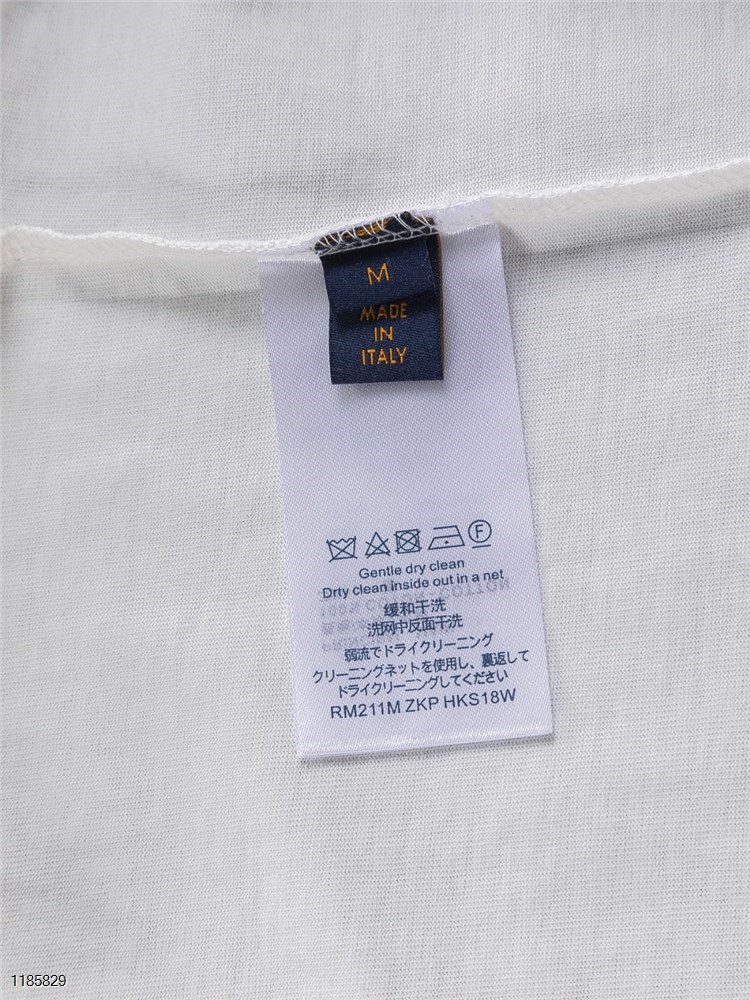 M
MADE
IN
ITALY
F
Gentle dry clean
Drty clean inside out in a net
缓和干洗
洗网中反面干洗
弱流でドライクリーニング
クリーニングネットを使用し、裏返して
ドライクリーニングしてください
RM211M ZKP HKS18W
1185829